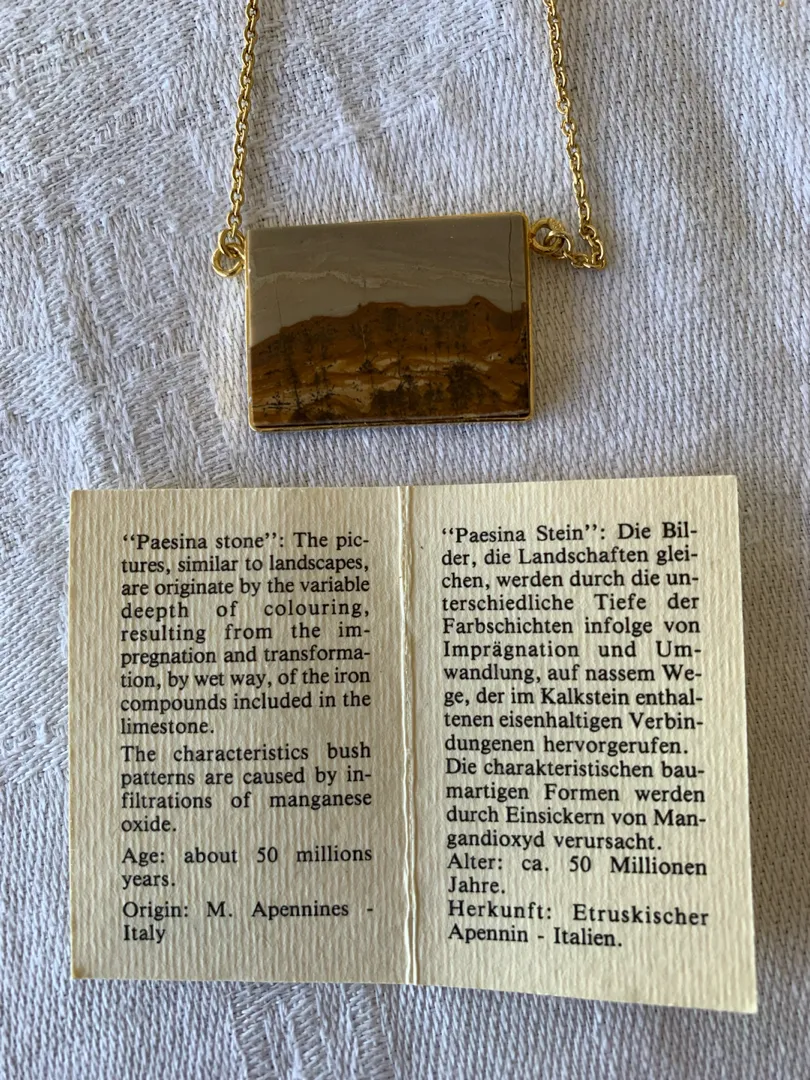 “Paesina stone”: The pic-
tures, similar to landscapes,
are originate by the variable
deepth of colouring,
resulting from the im-
pregnation and transforma-
tion, by wet way, of the iron
compounds included in the
limestone.
The characteristics bush
patterns are caused by in-
filtrations of manganese
oxide.
Age: about 50 millions
years.
Origin: M. Apennines -
Italy
“Paesina Stein”: Die Bil-
der, die Landschaften glei-
chen, werden durch die un-
terschiedliche Tiefe der
Farbschichten infolge von
Imprägnation und Um-
wandlung, auf nassem We-
ge, der im Kalkstein enthal-
tenen eisenhaltigen Verbin-
dungenen hervorgerufen.
Die charakteristischen bau-
martigen Formen werden
durch Einsickern von Man-
gandioxyd verursacht.
Alter: ca. 50 Millionen
Jahre.
Herkunft: Etruskischer
Apennin - Italien.